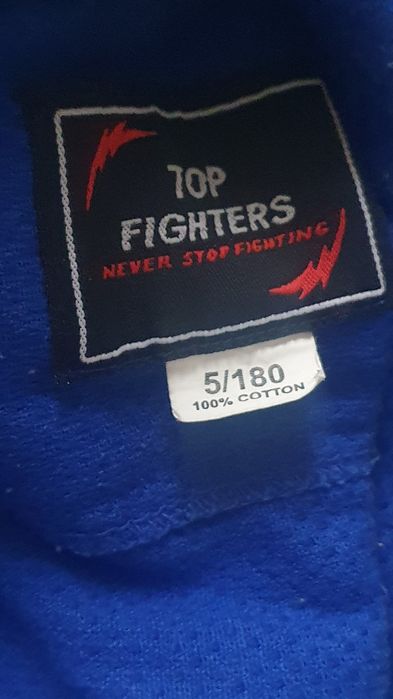 TOP
FIGHTERS
NEVER STOP FIGHTING
5/180
100% COTTON